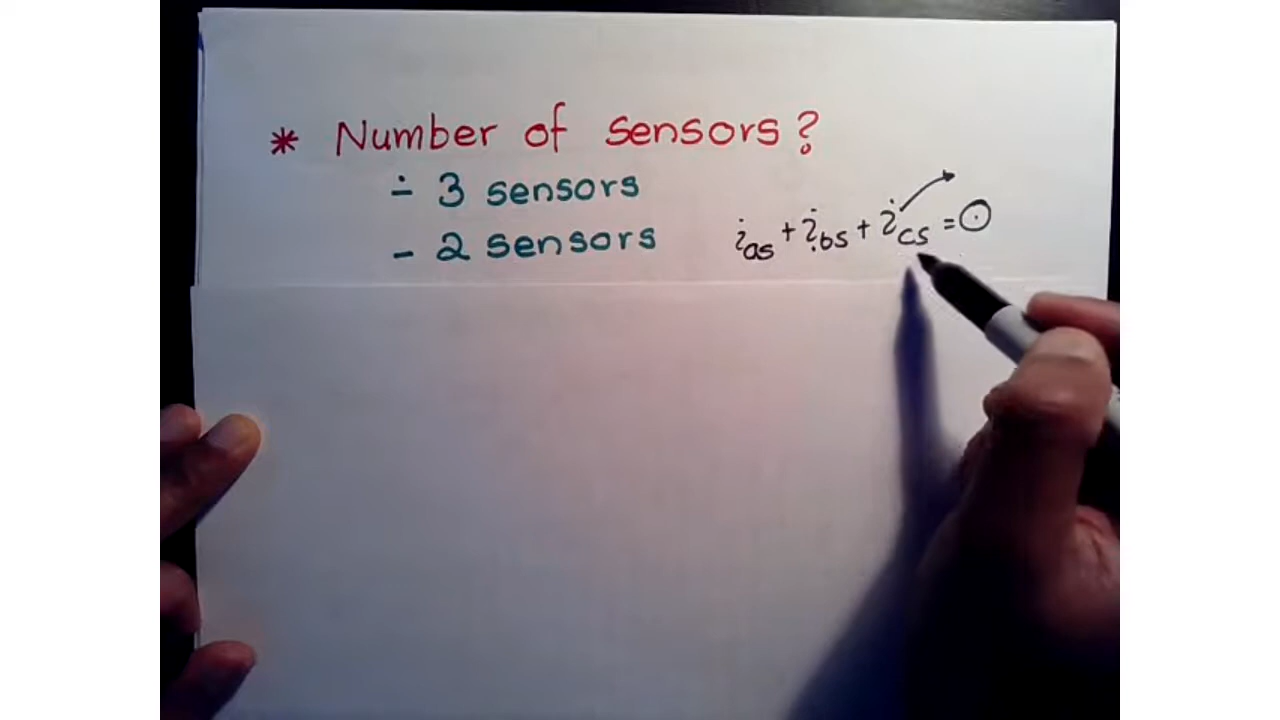 * Number of sensors?
- 3 sensors
- 2 sensors
ias + ibs + ics = 0